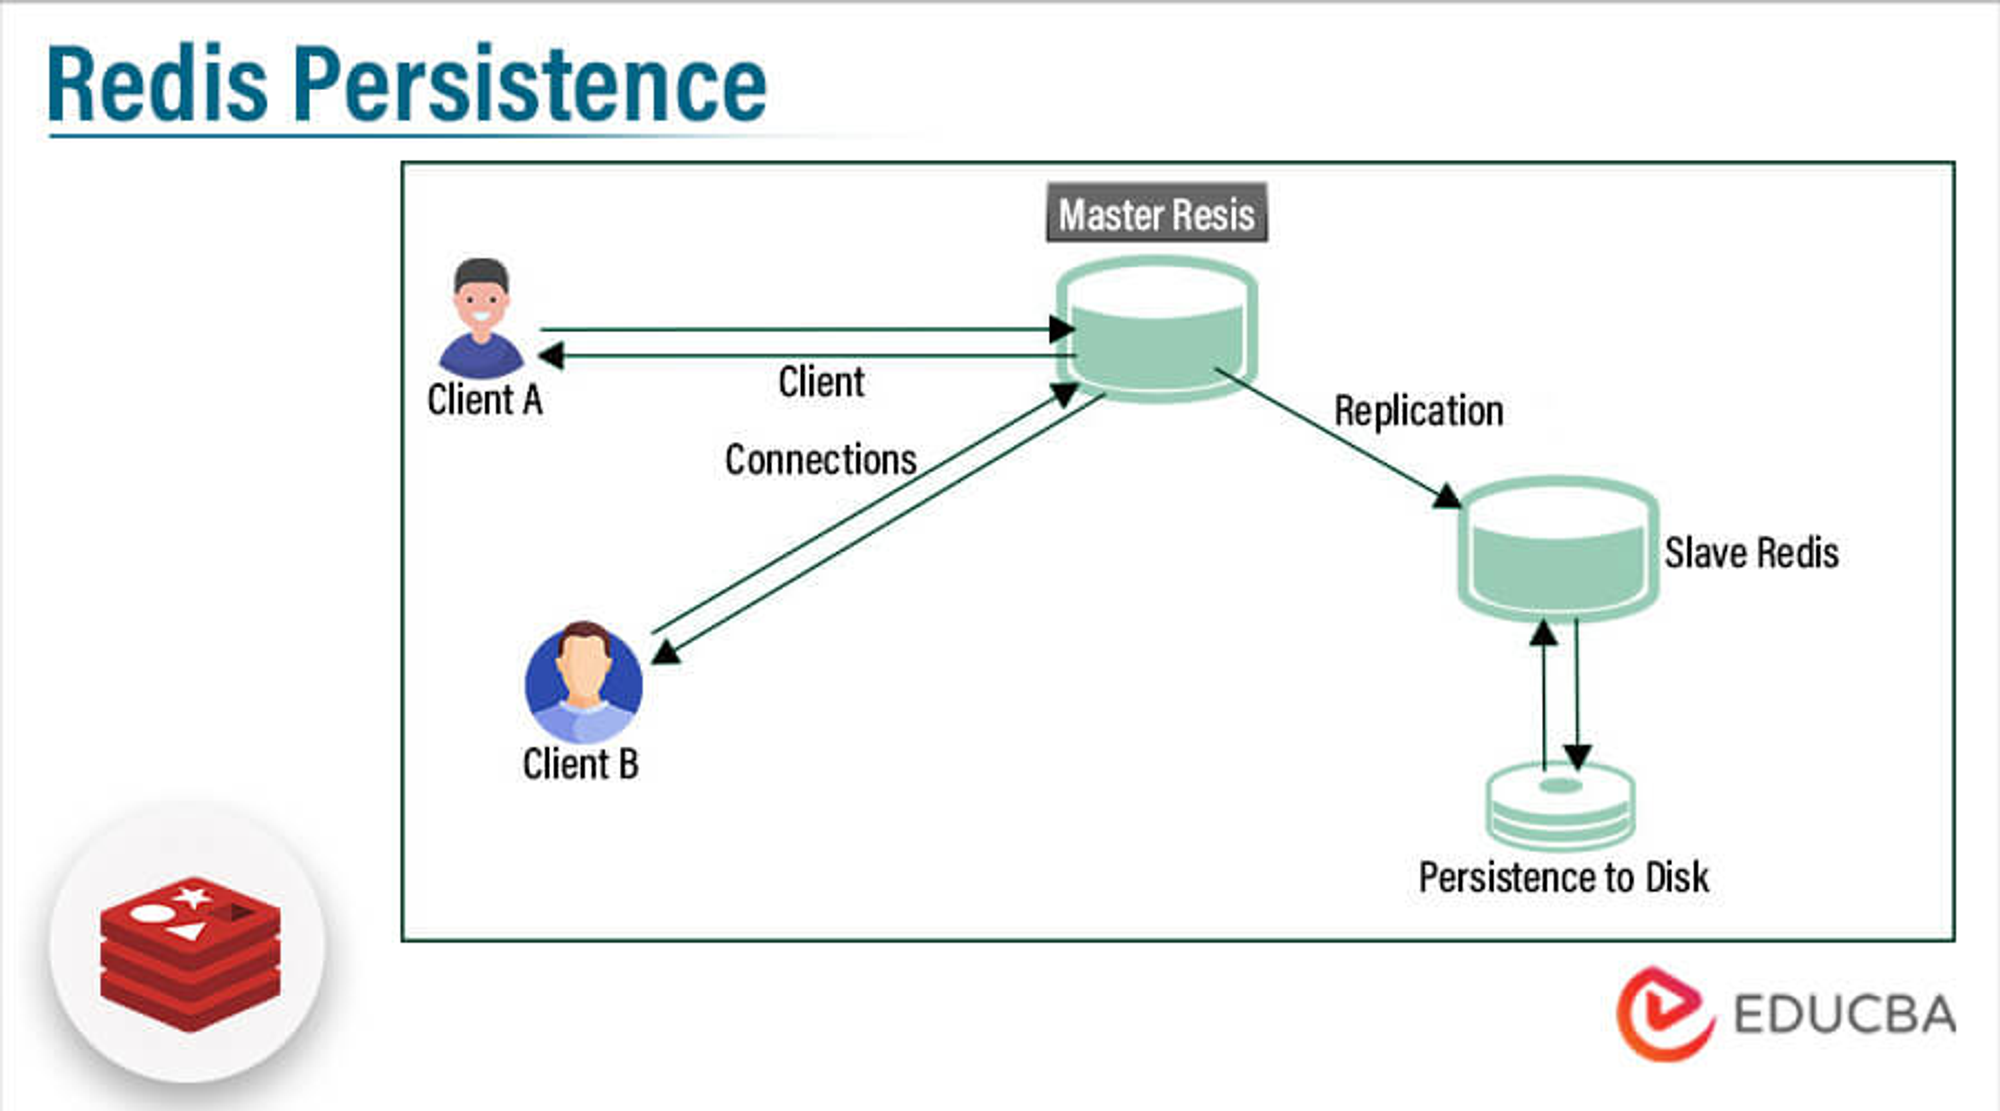 Redis Persistence
Master Resis
Client A
Client
Replication
Connections
Slave Redis
Client B
Persistence to Disk
EDUCBA